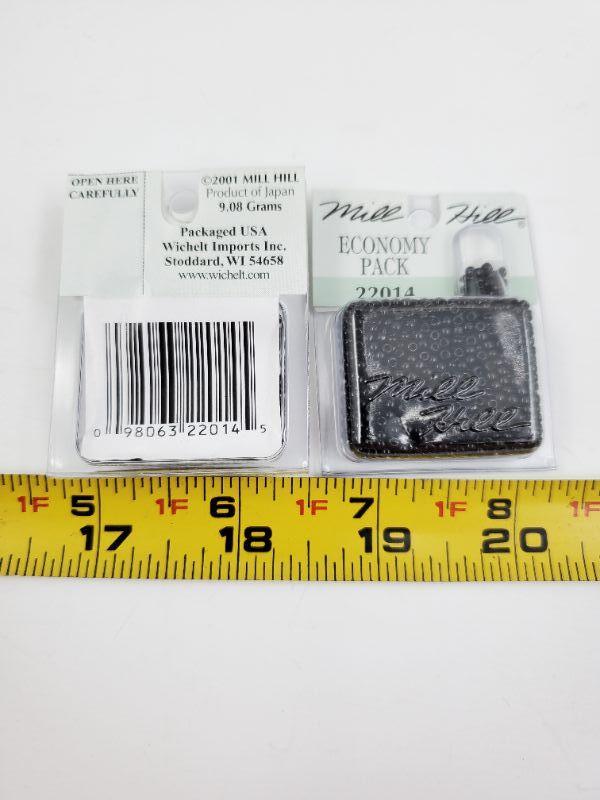 OPEN HERE
CAREFULLY
©2001 MILL HILL
Product of Japan
9.08 Grams
Packaged USA
Wichelt Imports Inc.
Stoddard, WI 54658
www.wichelt.com
0 98063 22014 5
Mill Hill®
ECONOMY
PACK
22014
Mill
Hill
1F 5 1F 6 1F 7 1F 8 1F
17 18 19 20